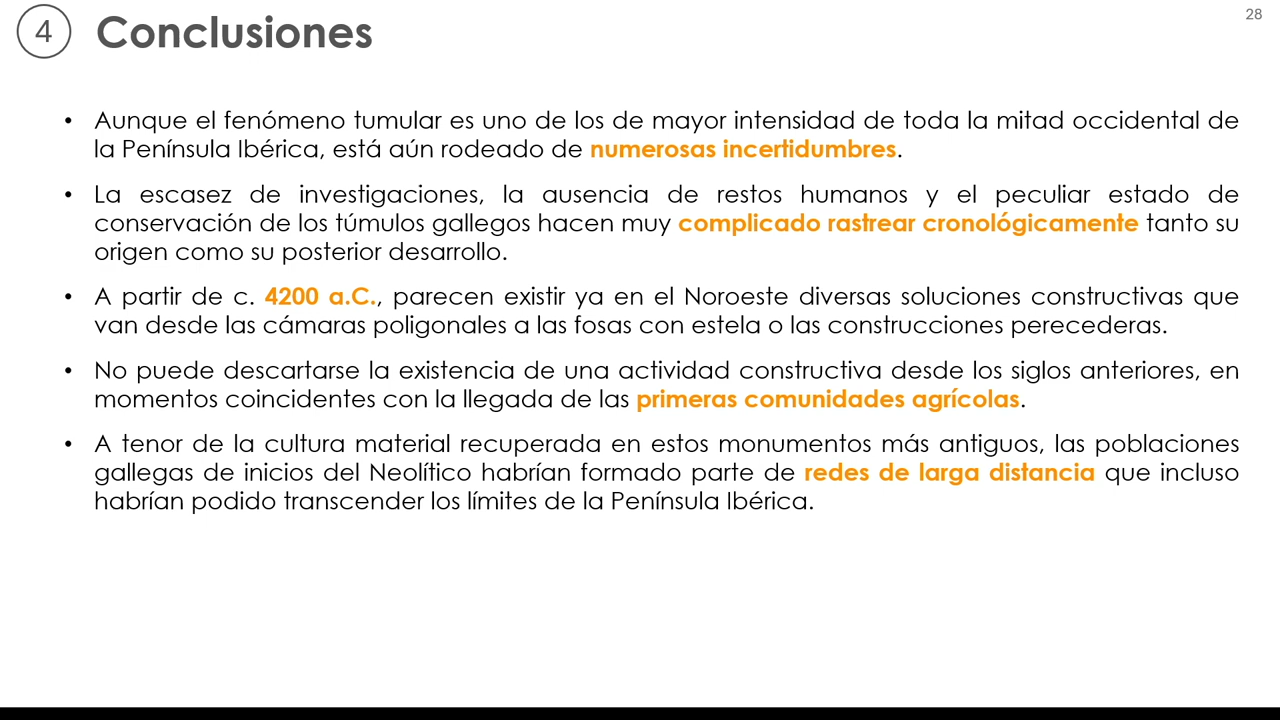 4 Conclusiones
28
• Aunque el fenómeno tumular es uno de los de mayor intensidad de toda la mitad occidental de
la Península Ibérica, está aún rodeado de numerosas incertidumbres.
• La escasez de investigaciones, la ausencia de restos humanos y el peculiar estado de
conservación de los túmulos gallegos hacen muy complicado rastrear cronológicamente tanto su
origen como su posterior desarrollo.
• A partir de c. 4200 a.C., parecen existir ya en el Noroeste diversas soluciones constructivas que
van desde las cámaras poligonales a las fosas con estela o las construcciones perecederas.
• No puede descartarse la existencia de una actividad constructiva desde los siglos anteriores, en
momentos coincidentes con la llegada de las primeras comunidades agrícolas.
• A tenor de la cultura material recuperada en estos monumentos más antiguos, las poblaciones
gallegas de inicios del Neolítico habrían formado parte de redes de larga distancia que incluso
habrían podido transcender los límites de la Península Ibérica.